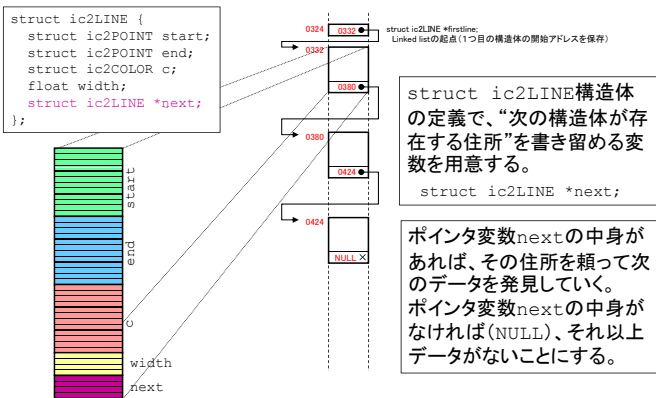 struct ic2LINE {
struct ic2POINT start;
struct ic2POINT end;
struct ic2COLOR c;
float width;
struct ic2LINE *next;
};
0324
0332
struct ic2LINE *firstline;
Linked listの起点(1つ目の構造体の開始アドレスを保存)
0332
0380
0380
0424
0424
NULL
start
end
c
width
next
struct ic2LINE構造体
の定義で、“次の構造体が存
在する住所”を書き留める変
数を用意する。
struct ic2LINE *next;
ポインタ変数nextの中身が
あれば、その住所を頼って次
のデータを発見していく。
ポインタ変数nextの中身が
なければ(NULL)、それ以上
データがないことにする。